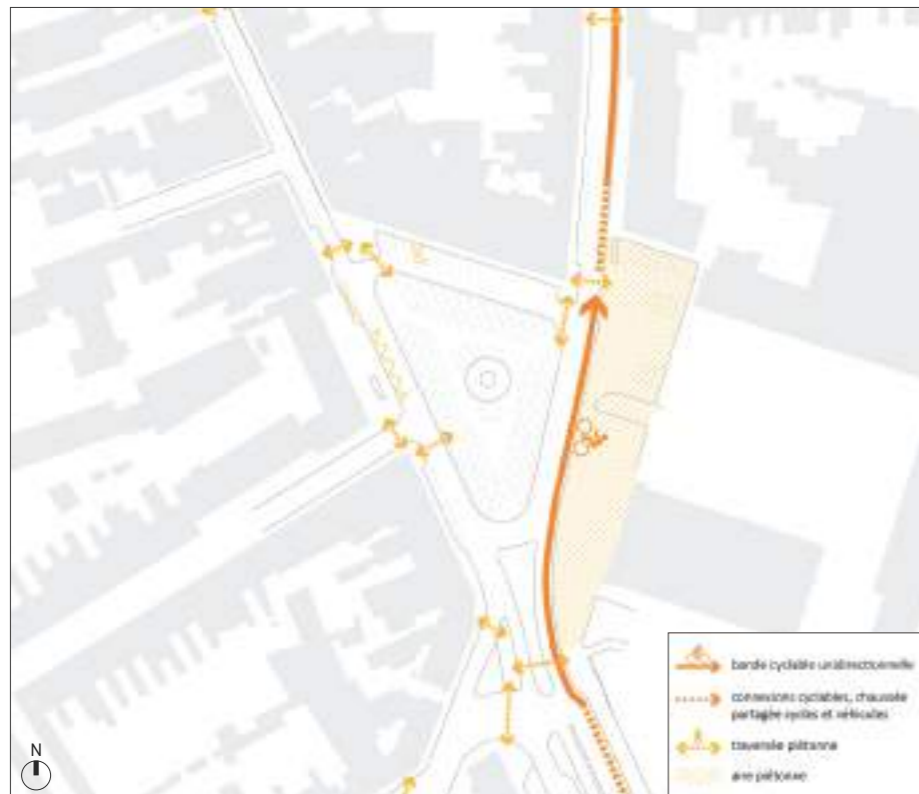 N
bande cyclable unidirectionnelle
connexions cyclables, chaussée
partagée cycles et véhicules
traversée piétonne
aire piétonne